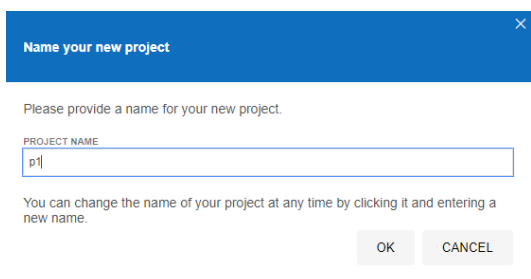 Name your new project
Please provide a name for your new project.
PROJECT NAME
p1
You can change the name of your project at any time by clicking it and entering a
new name.
OK CANCEL